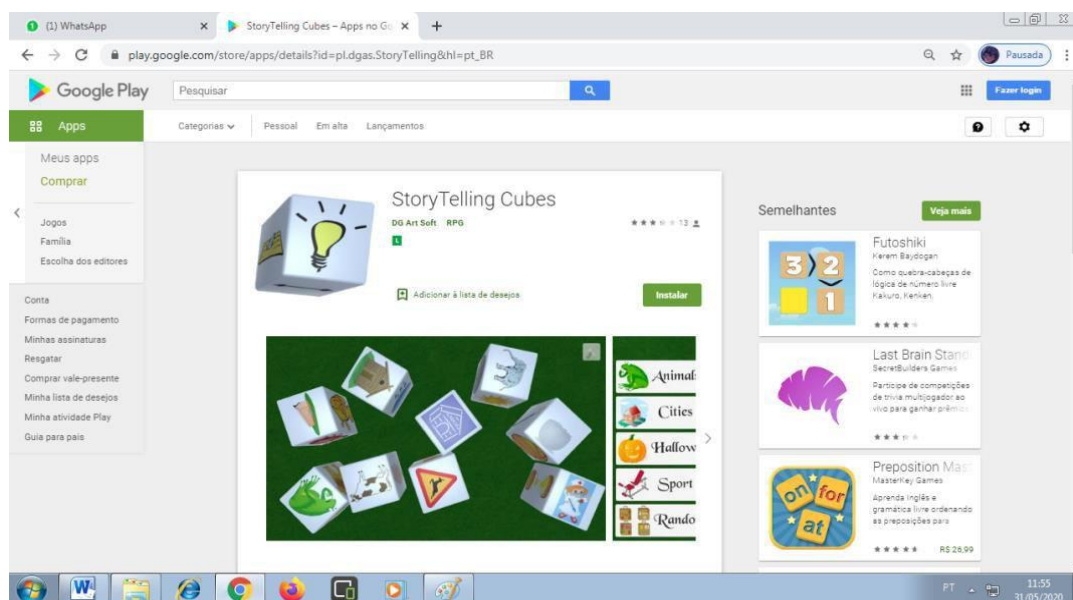 (1) WhatsApp
StoryTelling Cubes – Apps no Go
play.google.com/store/apps/details?id=pl.dgas.StoryTelling&hl=pt_BR
Pausada
Google Play
Pesquisar
Fazer login
Apps
Categorias
Pessoal
Em alta
Lançamentos
Meus apps
Comprar
Jogos
Família
Escolha dos editores
Conta
Formas de pagamento
Minhas assinaturas
Resgatar
Comprar vale-presente
Minha lista de desejos
Minha atividade Play
Guia para pais
StoryTelling Cubes
DG Art Soft RPG
13
L
Adicionar à lista de desejos
Instalar
Animals
Cities
Hallow
Sport
Rando
Semelhantes
Veja mais
3 2
1
Futoshiki
Kerem Baydogan
Como quebra-cabeças de
lógica de número livre
Kakuro, Kenken,
Last Brain Stand
SecretBuilders Games
Participe de competições
de trivia multijogador ao
vivo para ganhar prêmios
on for
at
Preposition Mas
MasterKey Games
Aprenda Inglês e
gramática livre ordenando
as preposições para
R$ 26,99
PT
11:55
31/05/2020